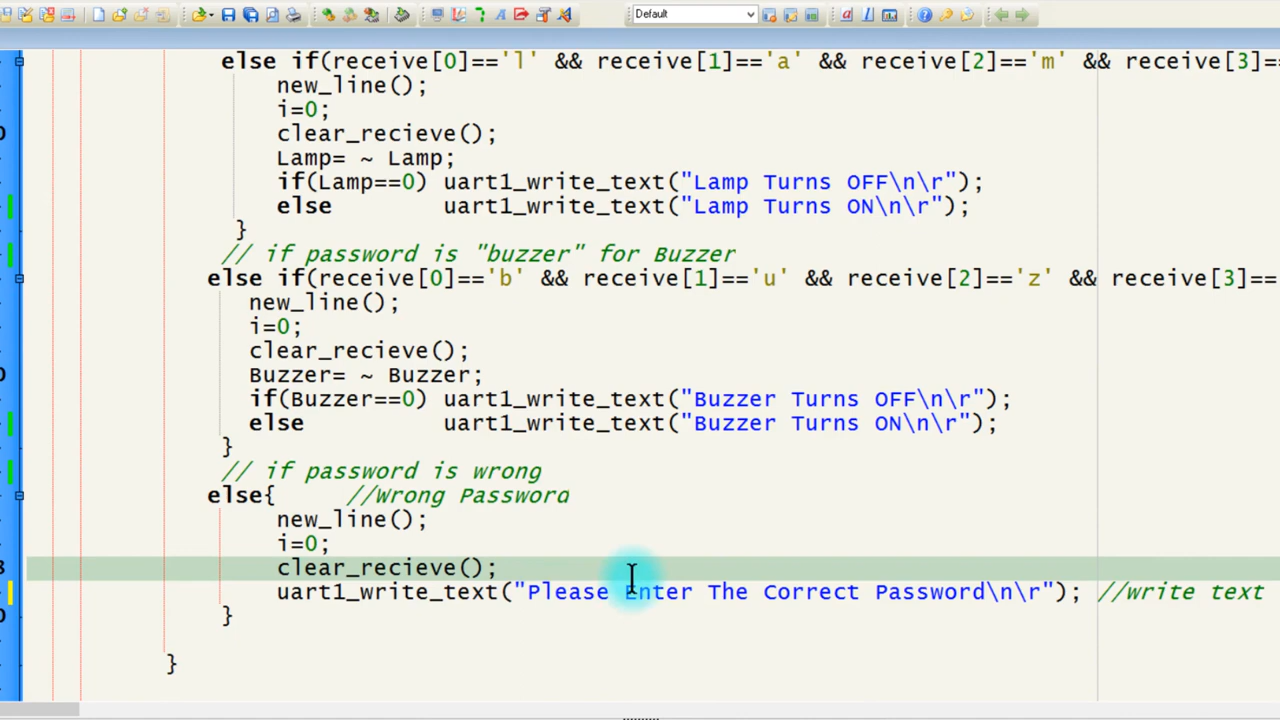 Default
else if(receive[0]=='l' && receive[1]=='a' && receive[2]=='m' && receive[3]==
new_line();
i=0;
0
clear_recieve();
Lamp= ~ Lamp;
if(Lamp==0) uart1_write_text("Lamp Turns OFF\n\r");
else uart1_write_text("Lamp Turns ON\n\r");
}
// if password is "buzzer" for Buzzer
else if(receive[0]=='b' && receive[1]=='u' && receive[2]=='z' && receive[3]==
new_line();
i=0;
clear_recieve();
0
Buzzer= ~ Buzzer;
if(Buzzer==0) uart1_write_text("Buzzer Turns OFF\n\r");
else uart1_write_text("Buzzer Turns ON\n\r");
}
// if password is wrong
else{ //Wrong Password
new_line();
i=0;
3
clear_recieve();
uart1_write_text("Please Enter The Correct Password\n\r"); //write text
0
}
}